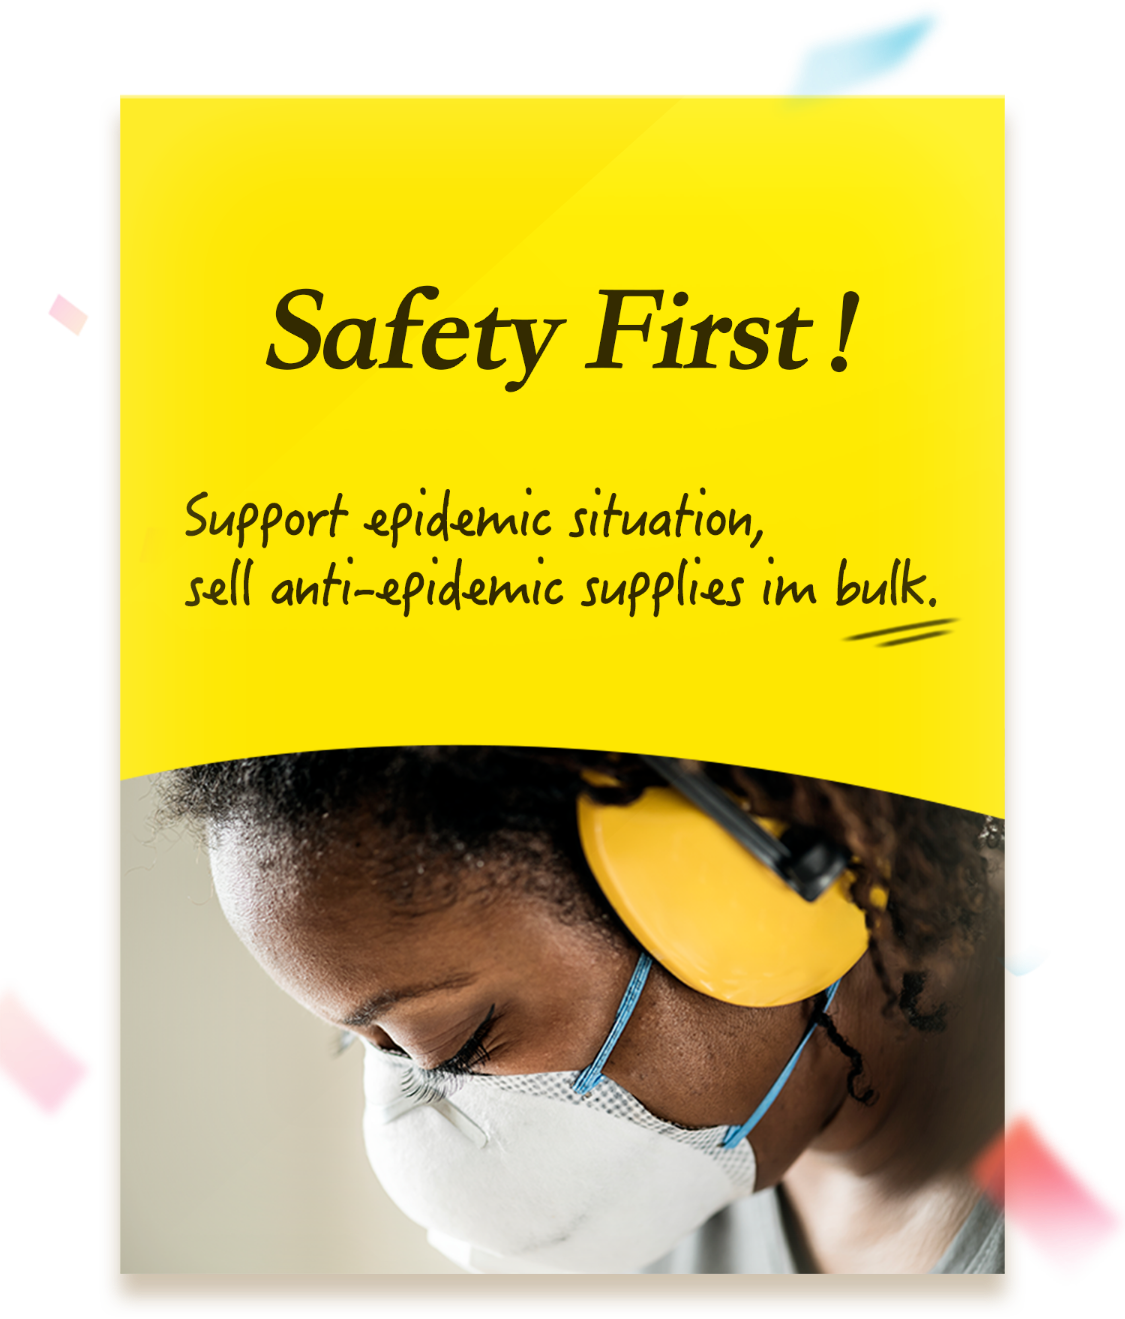 Safety First !
Support epidemic situation,
sell anti-epidemic supplies im bulk.